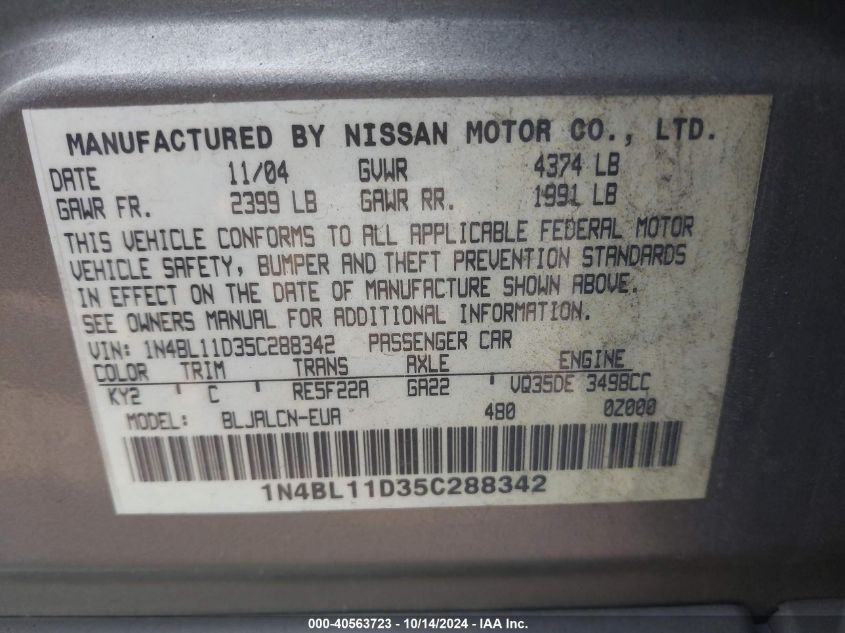 MANUFACTURED BY NISSAN MOTOR CO., LTD.
DATE 11/04 GVWR 4374 LB
GAWR FR. 2399 LB GAWR RR. 1991 LB
THIS VEHICLE CONFORMS TO ALL APPLICABLE FEDERAL MOTOR
VEHICLE SAFETY, BUMPER AND THEFT PREVENTION STANDARDS
IN EFFECT ON THE DATE OF MANUFACTURE SHOWN ABOVE.
SEE OWNERS MANUAL FOR ADDITIONAL INFORMATION.
VIN: 1N4BL11D35C288342 PASSENGER CAR
COLOR TRIM TRANS AXLE ENGINE
KY2 C RE5F22A GA22 VQ35DE 3498CC
MODEL: BLJALCN-EUA 480 0Z000
1N4BL11D35C288342
000-40563723 - 10/14/2024 - IAA Inc.